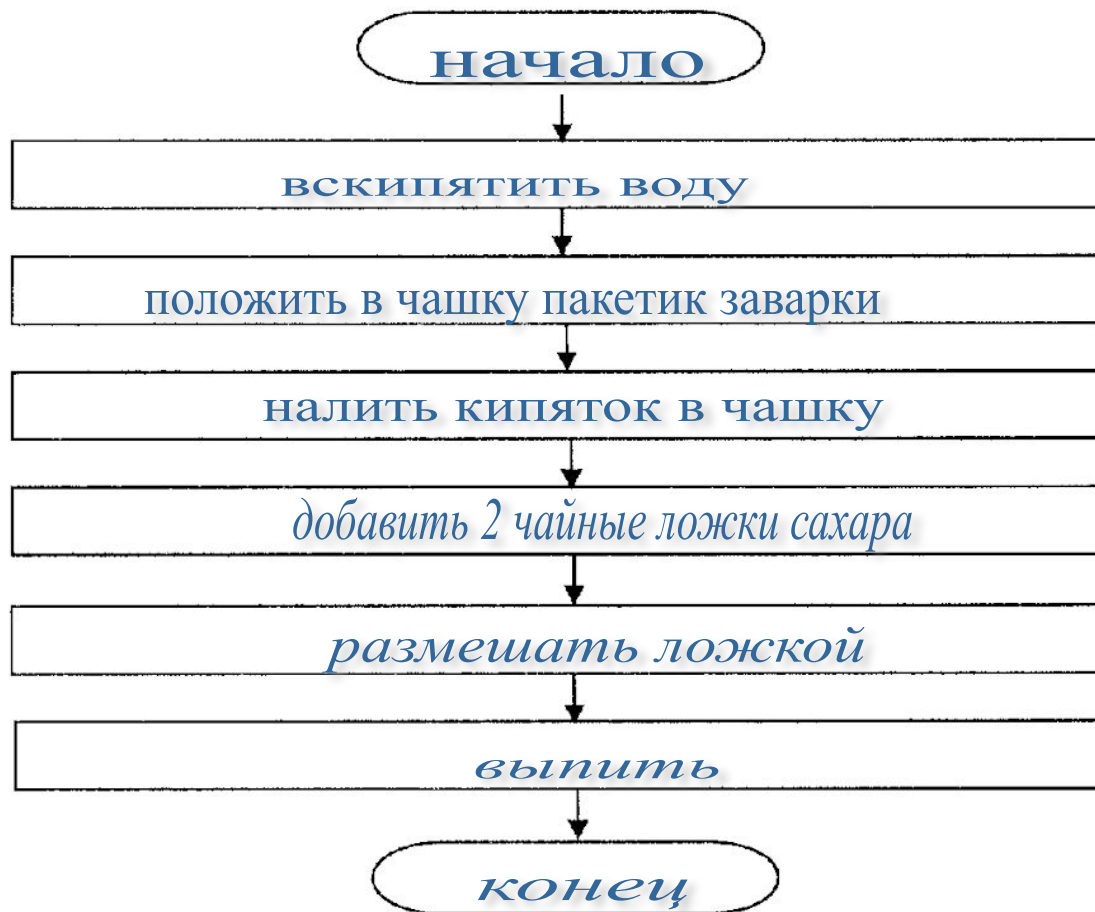 начало
вскипятить воду
положить в чашку пакетик заварки
налить кипяток в чашку
добавить 2 чайные ложки сахара
размешать ложкой
выпить
конец